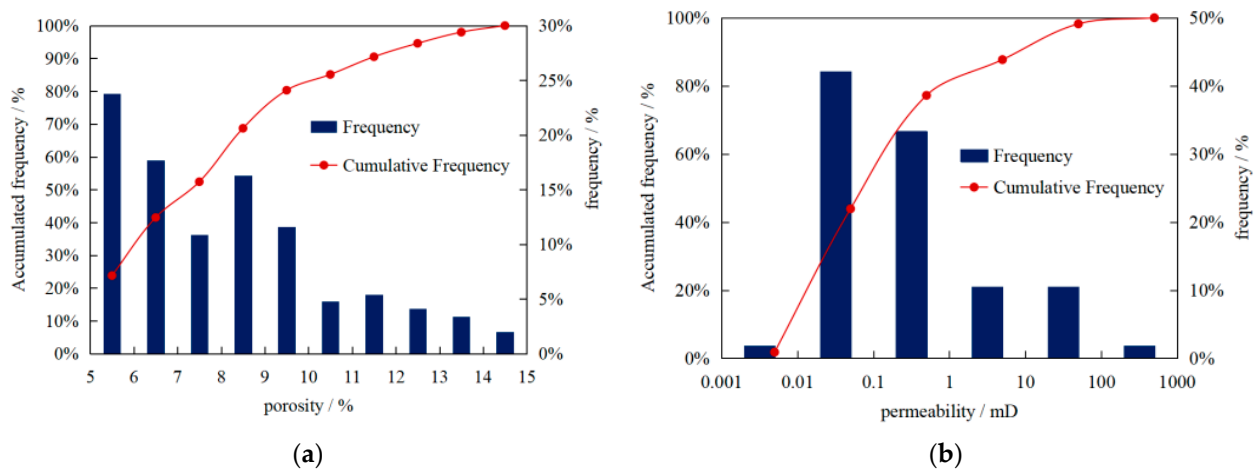 100%
90%
80%
70%
60%
50%
40%
30%
20%
10%
0%
Accumulated frequency / %
30%
25%
20%
15%
10%
5%
0%
frequency / %
Frequency
Cumulative Frequency
5 6 7 8 9 10 11 12 13 14 15
porosity / %
(a)
100%
80%
60%
40%
20%
0%
Accumulated frequency / %
50%
40%
30%
20%
10%
0%
frequency / %
Frequency
Cumulative Frequency
0.001 0.01 0.1 1 10 100 1000
permeability / mD
(b)